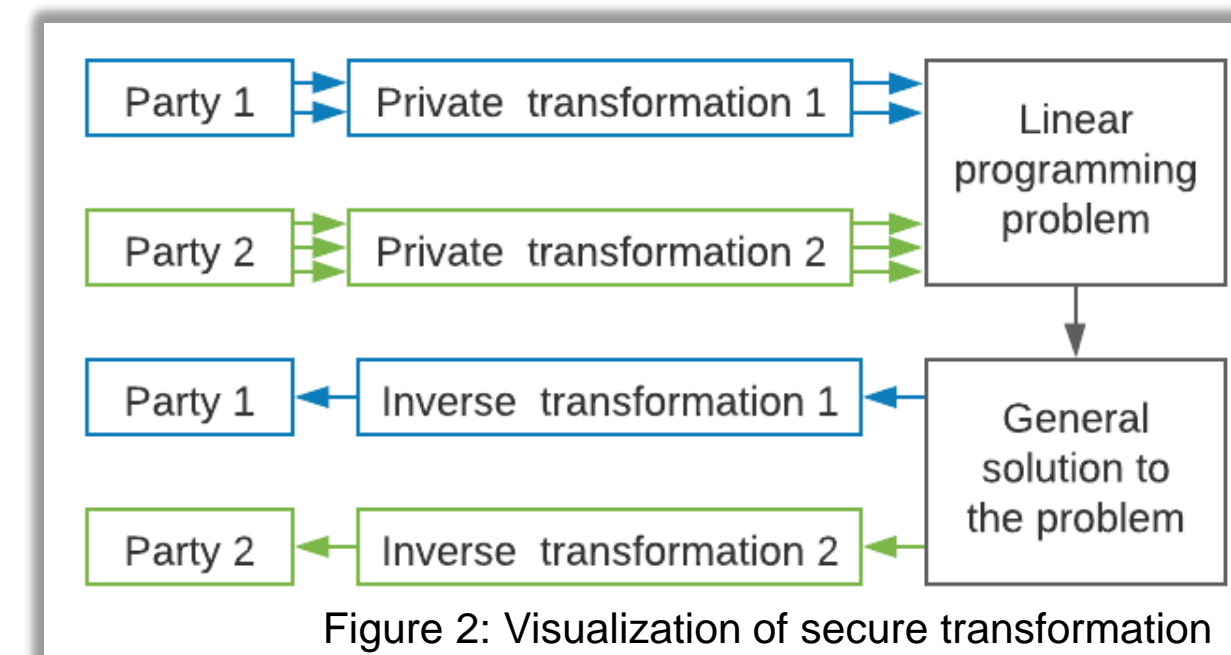 Party 1
Private transformation 1
Linear
programming
problem
Party 2
Private transformation 2
Party 1
Inverse transformation 1
General
solution to
the problem
Party 2
Inverse transformation 2
Figure 2: Visualization of secure transformation